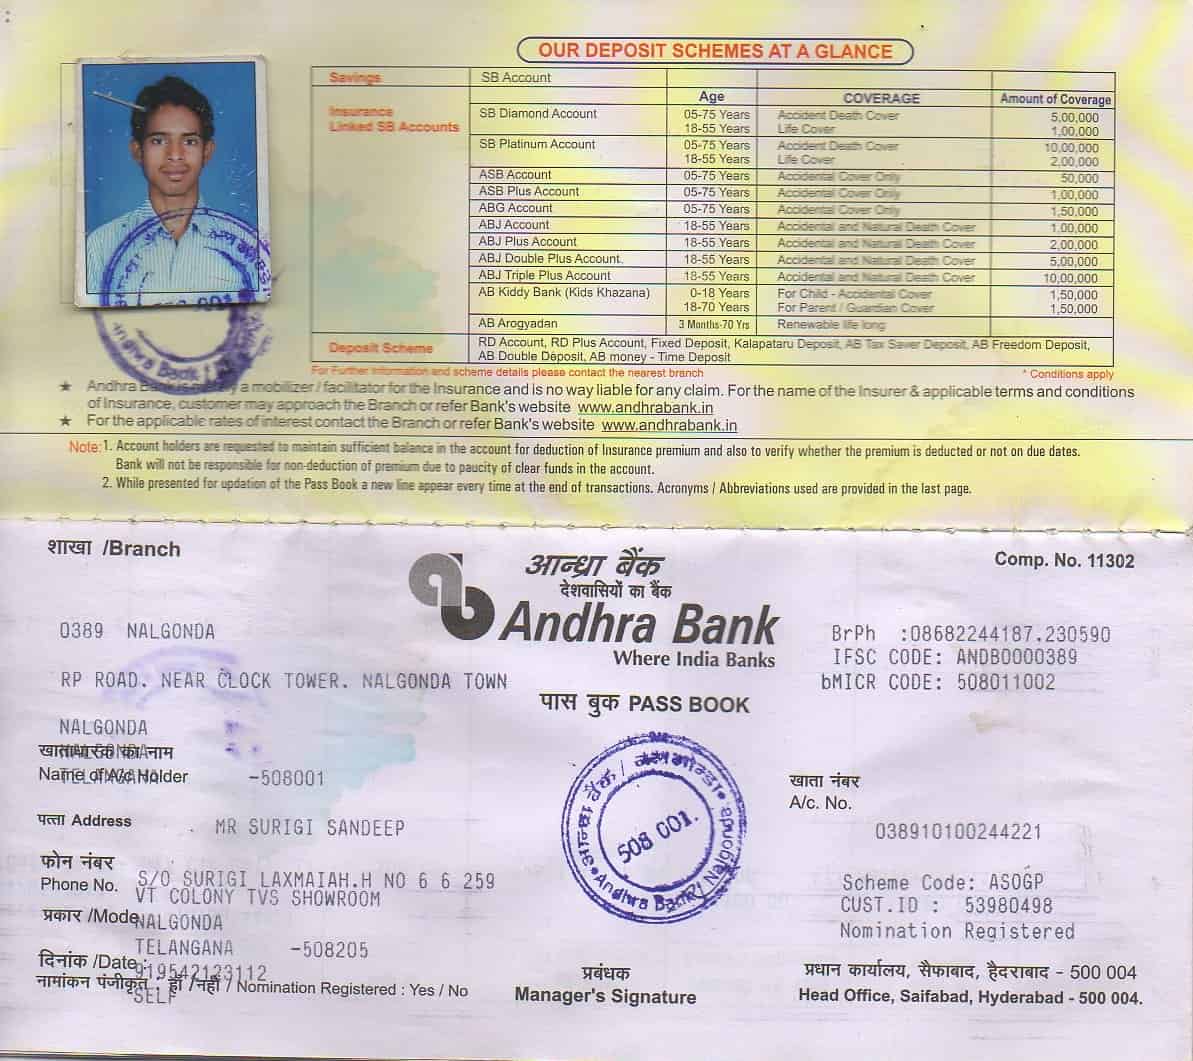 OUR DEPOSIT SCHEMES AT A GLANCE
Savings SB Account
Age COVERAGE Amount of Coverage
Insurance Linked SB Accounts
SB Diamond Account 05-75 Years Accident Death Cover 5,00,000
18-55 Years Life Cover 1,00,000
SB Platinum Account 05-75 Years Accident Death Cover 10,00,000
18-55 Years Life Cover 2,00,000
ASB Account 05-75 Years Accidental Cover Only 50,000
ASB Plus Account 05-75 Years Accidental Cover Only 1,00,000
ABG Account 05-75 Years Accidental Cover Only 1,50,000
ABJ Account 18-55 Years Accidental and Natural Death Cover 1,00,000
ABJ Plus Account 18-55 Years Accidental and Natural Death Cover 2,00,000
ABJ Double Plus Account. 18-55 Years Accidental and Natural Death Cover 5,00,000
ABJ Triple Plus Account 18-55 Years Accidental and Natural Death Cover 10,00,000
AB Kiddy Bank (Kids Khazana) 0-18 Years For Child - Accidental Cover 1,50,000
18-70 Years For Parent / Guardian Cover 1,50,000
AB Arogyadan 3 Months-70 Yrs Renewable life long
Deposit Scheme RD Account, RD Plus Account, Fixed Deposit, Kalapataru Deposit, AB Tax Saver Deposit, AB Freedom Deposit,
AB Double Deposit, AB money - Time Deposit
For Further Information and scheme details please contact the nearest branch * Conditions apply
★ Andhra Bank is merely a mobilizer / facilitator for the Insurance and is no way liable for any claim. For the name of the Insurer & applicable terms and conditions
of Insurance, customer may approach the Branch or refer Bank's website www.andhrabank.in
★ For the applicable rates of interest contact the Branch or refer Bank's website www.andhrabank.in
Note: 1. Account holders are requested to maintain sufficient balance in the account for deduction of Insurance premium and also to verify whether the premium is deducted or not on due dates.
Bank will not be responsible for non-deduction of premium due to paucity of clear funds in the account.
2. While presented for updation of the Pass Book a new line appear every time at the end of transactions. Acronyms / Abbreviations used are provided in the last page.
शाखा /Branch
आन्ध्रा बैंक
देशवासियों का बैंक
Andhra Bank
Where India Banks
पास बुक PASS BOOK
Comp. No. 11302
0389 NALGONDA
RP ROAD. NEAR CLOCK TOWER. NALGONDA TOWN
NALGONDA
BrPh :08682244187.230590
IFSC CODE: ANDB0000389
bMICR CODE: 508011002
खाताधारक का नाम
NALGONDA
Name of A/c Holder
TELANGANA -508001
खाता नंबर
A/c. No.
038910100244221
पत्ता Address
MR SURIGI SANDEEP
फोन नंबर
Phone No.
S/O SURIGI LAXMAIAH.H NO 6 6 259
VT COLONY TVS SHOWROOM
प्रकार /Mode
NALGONDA
TELANGANA -508205
दिनांक /Date :
919542123112
नामांकन पंजीकृत : हाँ /नहीं / Nomination Registered : Yes / No
SELF
508 001.
Andhra Bank
Scheme Code: ASOGP
CUST.ID : 53980498
Nomination Registered
प्रबंधक
Manager's Signature
प्रधान कार्यालय, सैफाबाद, हैदराबाद - 500 004
Head Office, Saifabad, Hyderabad - 500 004.